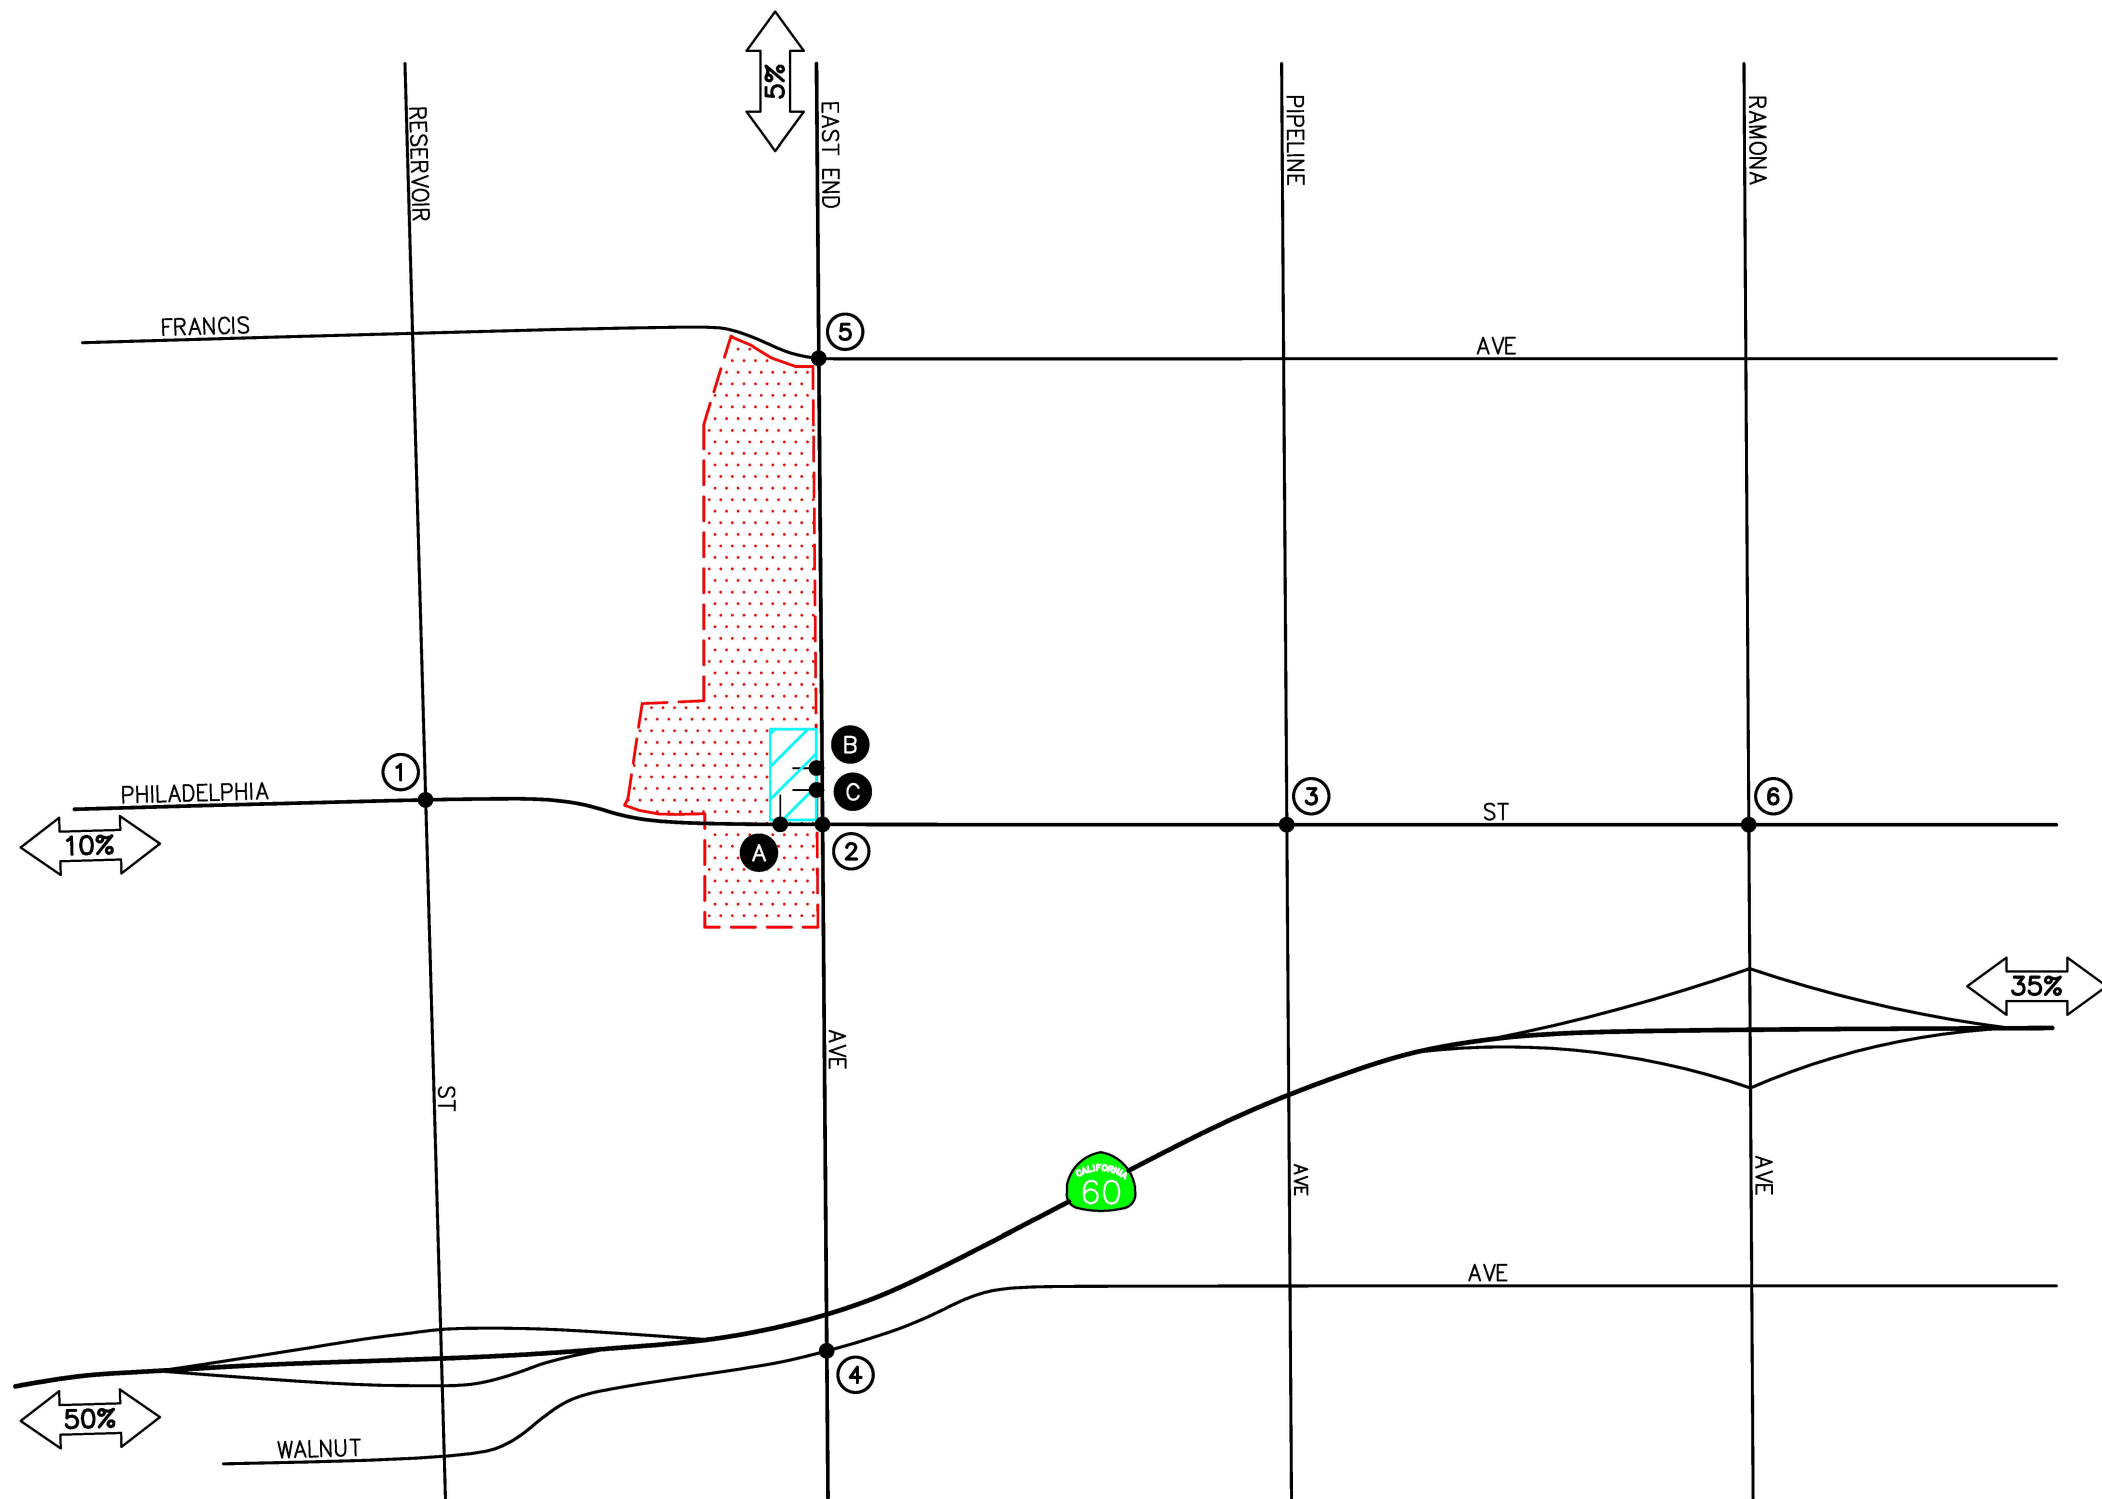 5%
RESERVOIR
EAST END
PIPELINE
RAMONA
FRANCIS
5
AVE
1
B
PHILADELPHIA
C
3
ST
6
10%
A
2
35%
AVE
ST
CALIFORNIA
60
AVE
AVE
AVE
4
50%
WALNUT